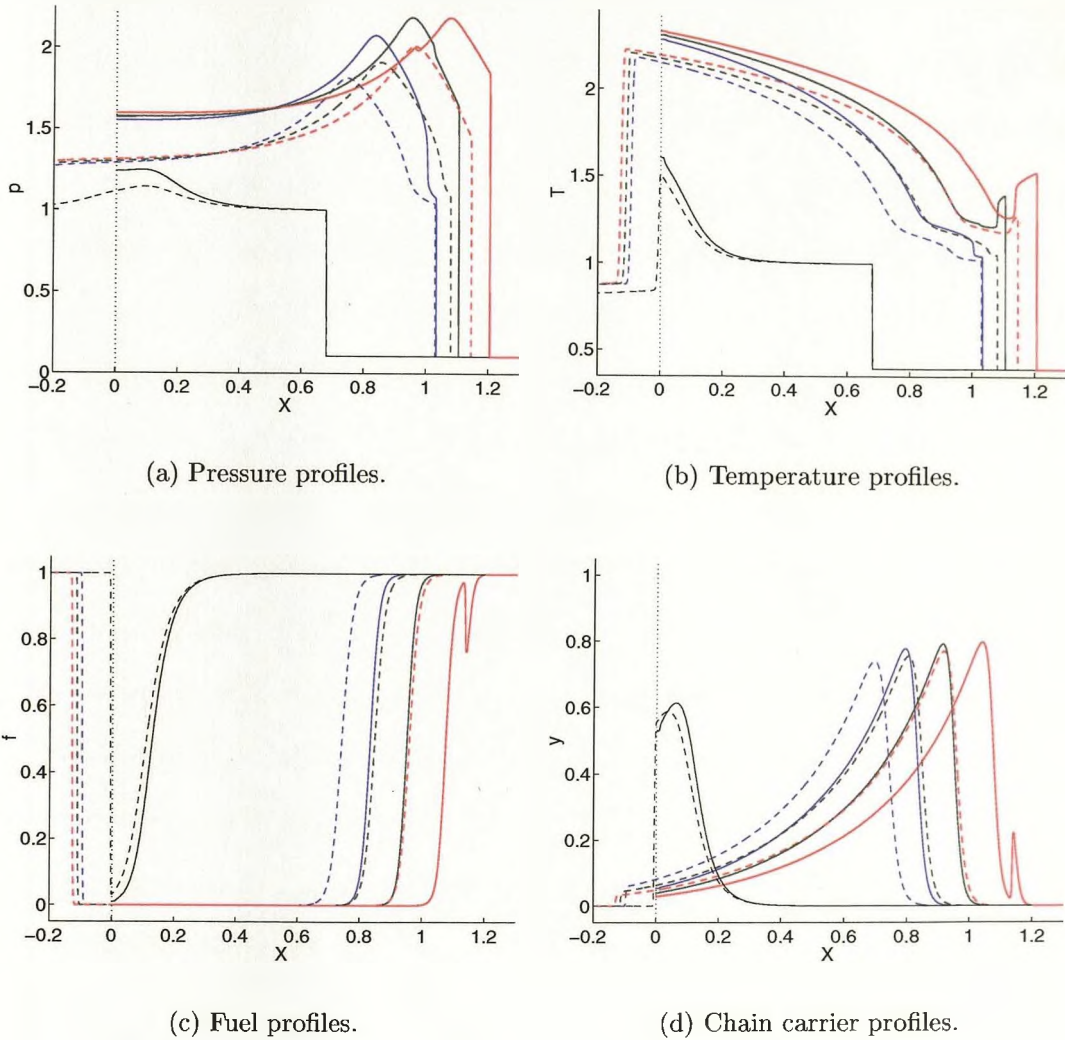 2
1.5
1
0.5
0
p
−0.2 0 0.2 0.4 0.6 0.8 1 1.2
X
(a) Pressure profiles.
2
1.5
1
0.5
T
−0.2 0 0.2 0.4 0.6 0.8 1 1.2
X
(b) Temperature profiles.
1
0.8
0.6
0.4
0.2
0
f
−0.2 0 0.2 0.4 0.6 0.8 1 1.2
X
(c) Fuel profiles.
1
0.8
0.6
0.4
0.2
0
y
−0.2 0 0.2 0.4 0.6 0.8 1 1.2
X
(d) Chain carrier profiles.